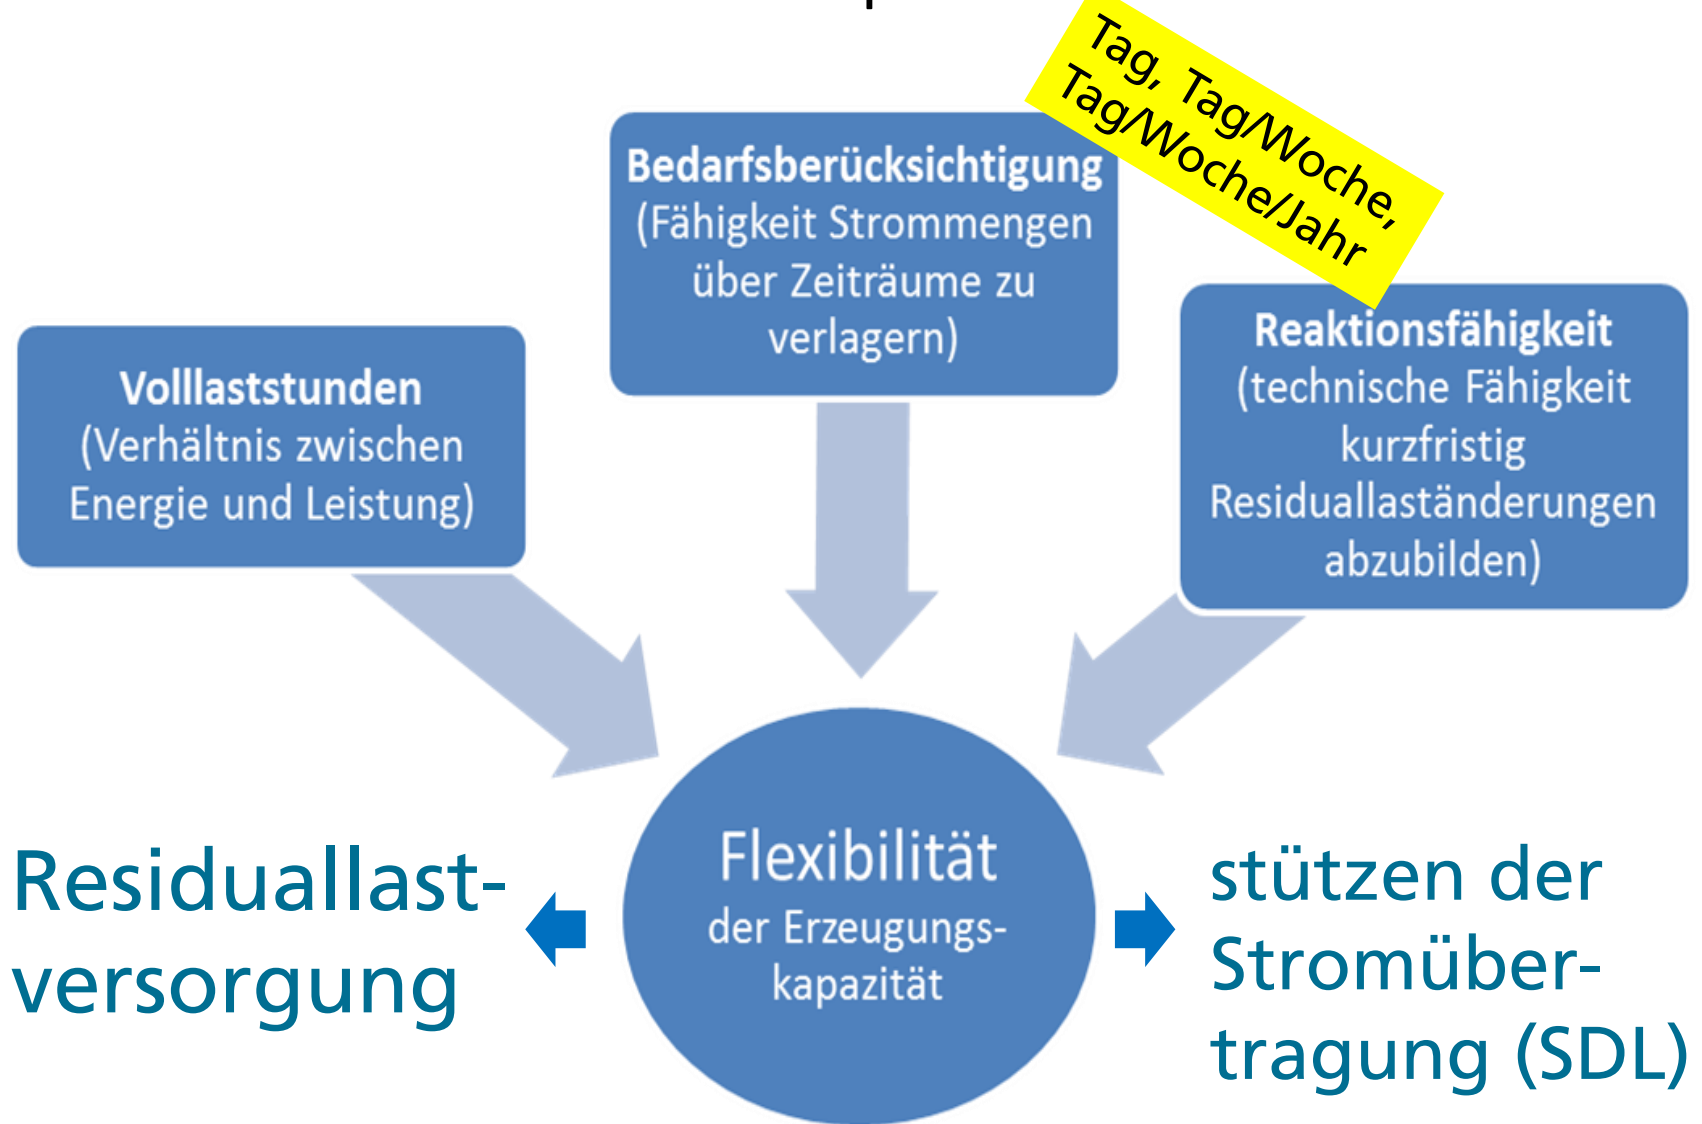 Tag, Tag/Woche,
Tag/Woche/Jahr
Bedarfsberücksichtigung
(Fähigkeit Strommengen
über Zeiträume zu
verlagern)
Volllaststunden
(Verhältnis zwischen
Energie und Leistung)
Reaktionsfähigkeit
(technische Fähigkeit
kurzfristig
Residuallaständerungen
abzubilden)
Flexibilität
der Erzeugungs-
kapazität
Residuallast-
versorgung
stützen der
Stromüber-
tragung (SDL)